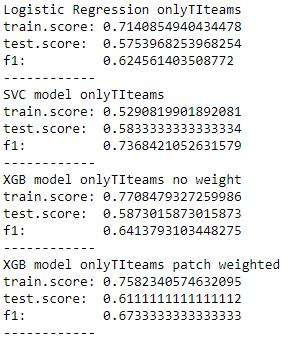 Logistic Regression onlyTIteams
train.score: 0.7140854940434478
test.score:  0.5753968253968254
f1:          0.624561403508772
------------
SVC model onlyTIteams
train.score: 0.5290819901892081
test.score:  0.5833333333333334
f1:          0.7368421052631579
------------
XGB model onlyTIteams no weight
train.score: 0.7708479327259986
test.score:  0.5873015873015873
f1:          0.6413793103448275
------------
XGB model onlyTIteams patch weighted
train.score: 0.7582340574632095
test.score:  0.6111111111111112
f1:          0.6733333333333333
------------